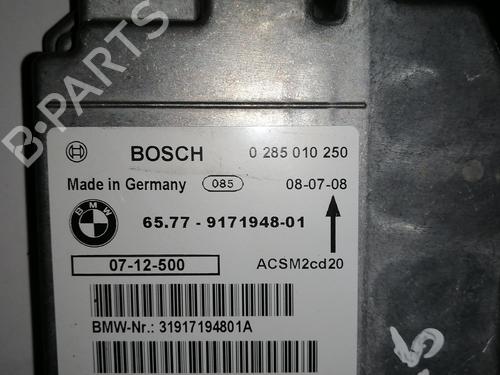 B-PARTS
BOSCH 0 285 010 250
Made in Germany 085 08-07-08
BMW 65.77 - 9171948-01
07-12-500 ACSM2cd20
BMW-Nr.: 31917194801A